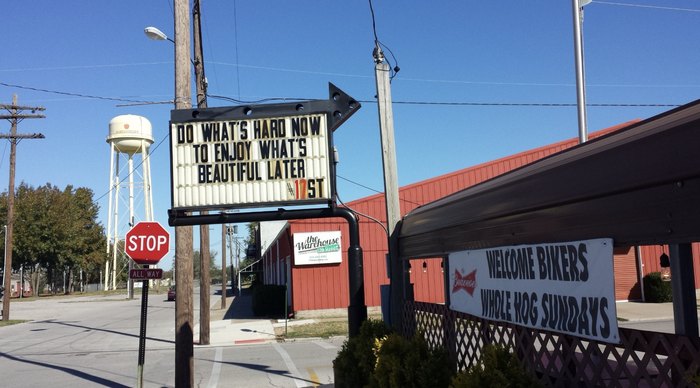 DO WHAT'S HARD NOW
TO ENJOY WHAT'S
BEAUTIFUL LATER
17ST
STOP
ALL WAY
the
Warehouse
WELCOME BIKERS
WHOLE HOG SUNDAYS